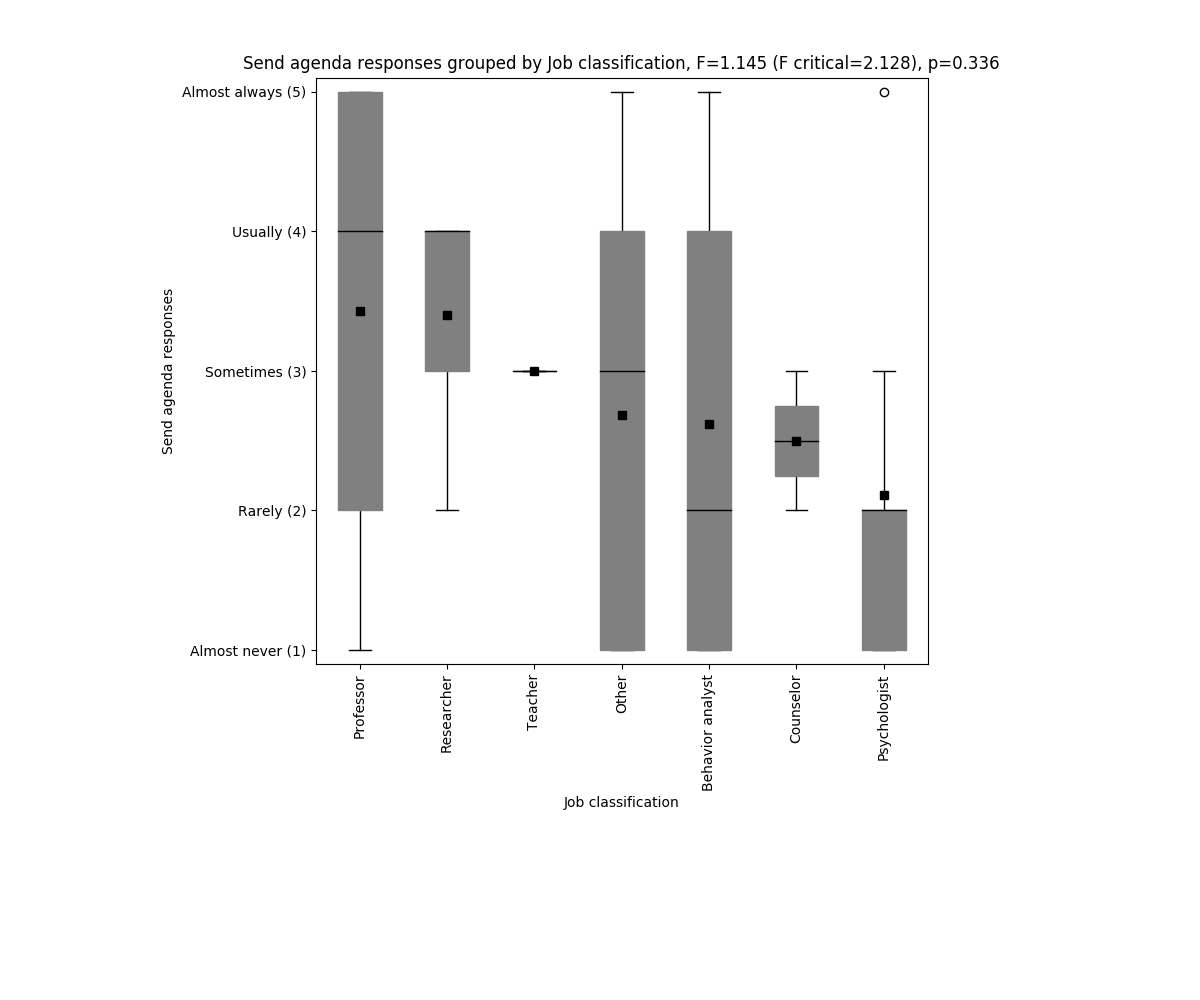 Send agenda responses grouped by Job classification, F=1.145 (F critical=2.128), p=0.336
Almost always (5)
Usually (4)
Sometimes (3)
Rarely (2)
Almost never (1)
Send agenda responses
Professor
Researcher
Teacher
Other
Behavior analyst
Counselor
Psychologist
Job classification